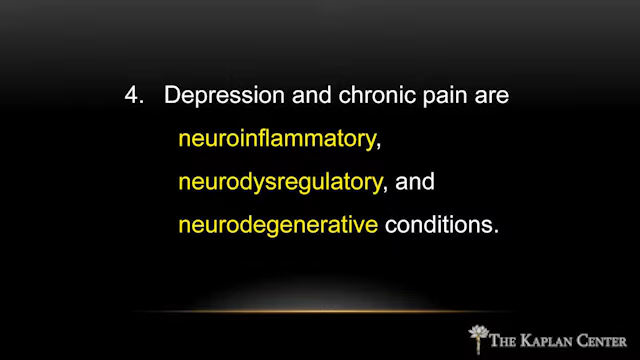 4. Depression and chronic pain are
neuroinflammatory,
neurodysregulatory, and
neurodegenerative conditions.
THE KAPLAN CENTER